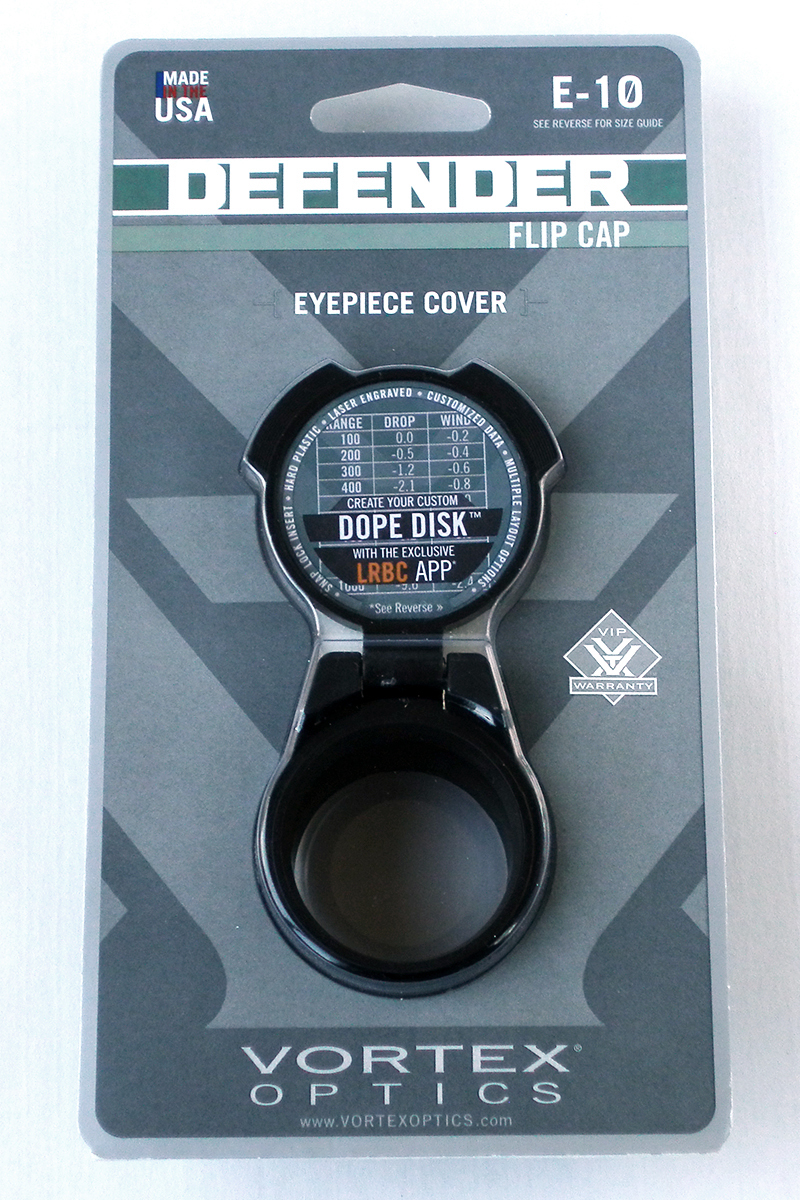 MADE
IN THE
USA
E-10
SEE REVERSE FOR SIZE GUIDE
DEFENDER
FLIP CAP
EYEPIECE COVER
SNAP LOCK INSERT • HARD PLASTIC • LASER ENGRAVED • CUSTOMIZED DATA • MULTIPLE LAYOUT OPTIONS •
DROP
100 0.0 -0.2
200 -0.5 -0.4
300 -1.2 -0.6
400 -2.1 -0.8
CREATE YOUR CUSTOM
DOPE DISK™
WITH THE EXCLUSIVE
LRBC APP*
*See Reverse »
VIP
WARRANTY
VORTEX®
OPTICS
www.VORTEXOPTICS.com